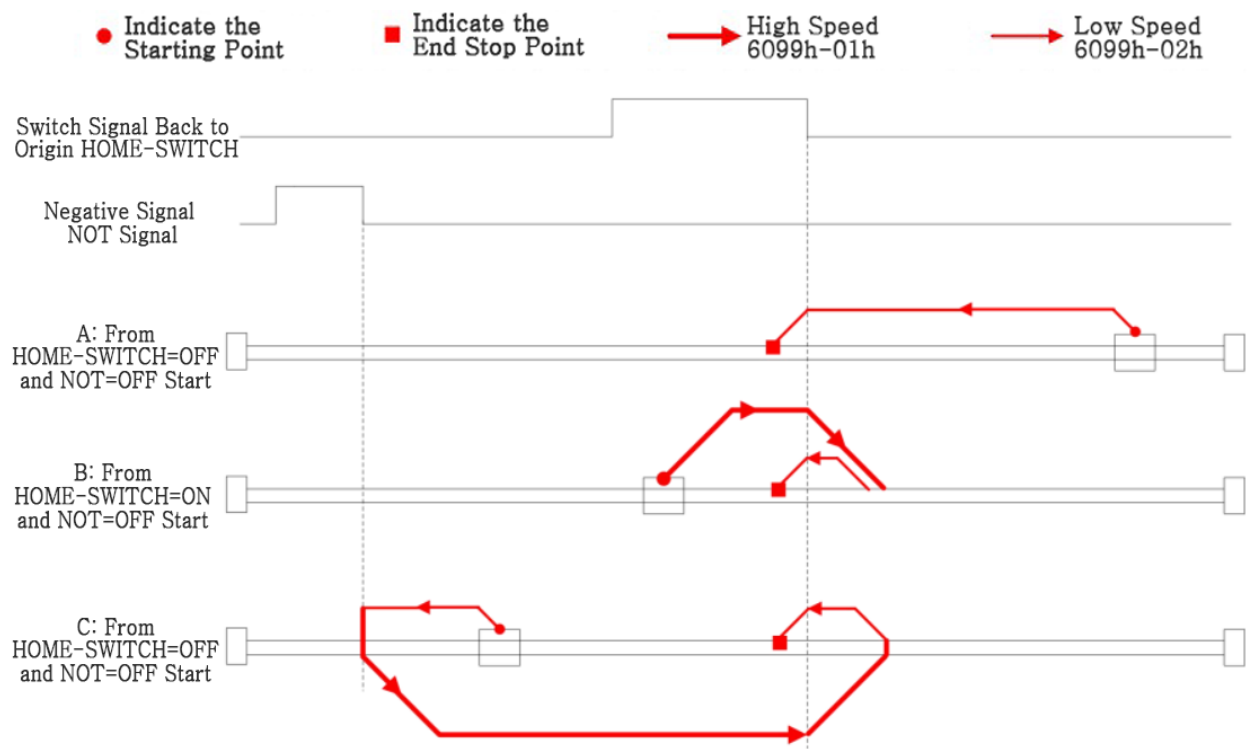 Indicate the
Starting Point
Indicate the
End Stop Point
High Speed
6099h-01h
Low Speed
6099h-02h
Switch Signal Back to
Origin HOME-SWITCH
Negative Signal
NOT Signal
A: From
HOME-SWITCH=OFF
and NOT=OFF Start
B: From
HOME-SWITCH=ON
and NOT=OFF Start
C: From
HOME-SWITCH=OFF
and NOT=OFF Start